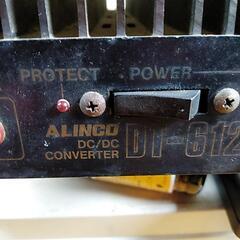 PROTECT POWER
ALINCO
DC/DC
CONVERTER
DT-612